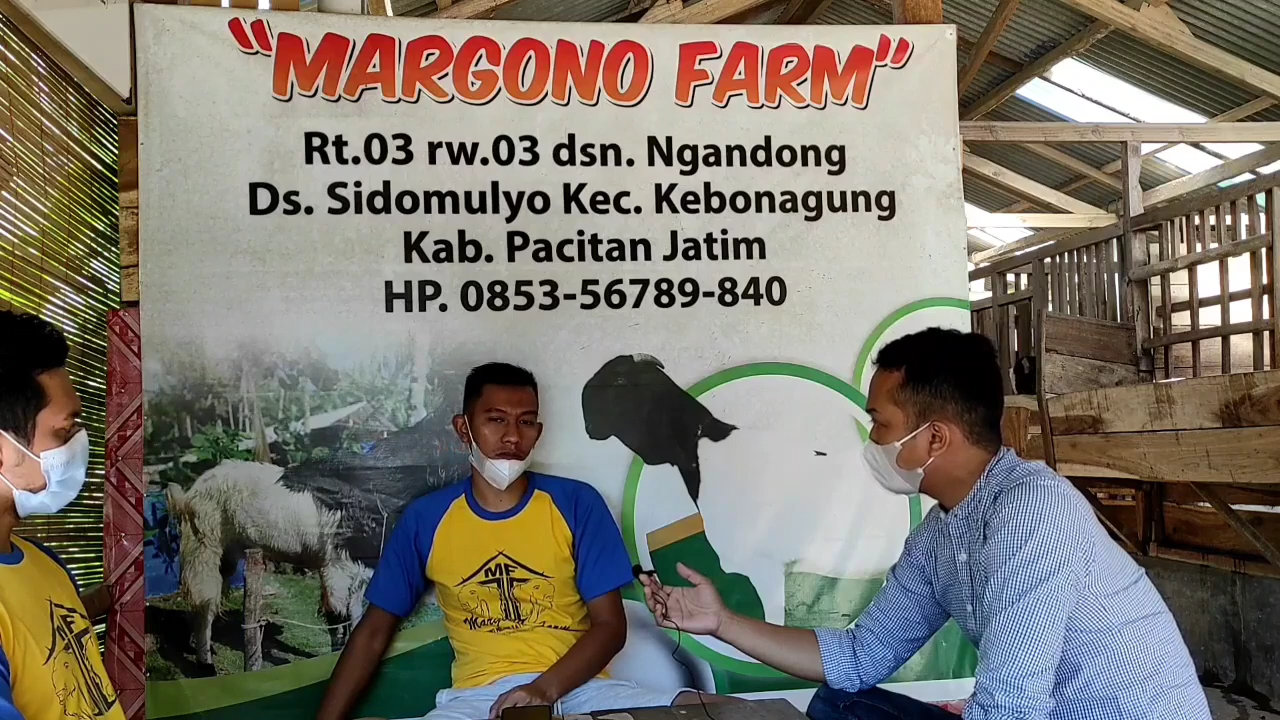 "MARGONO FARM"
Rt.03 rw.03 dsn. Ngandong
Ds. Sidomulyo Kec. Kebonagung
Kab. Pacitan Jatim
HP. 0853-56789-840
MF